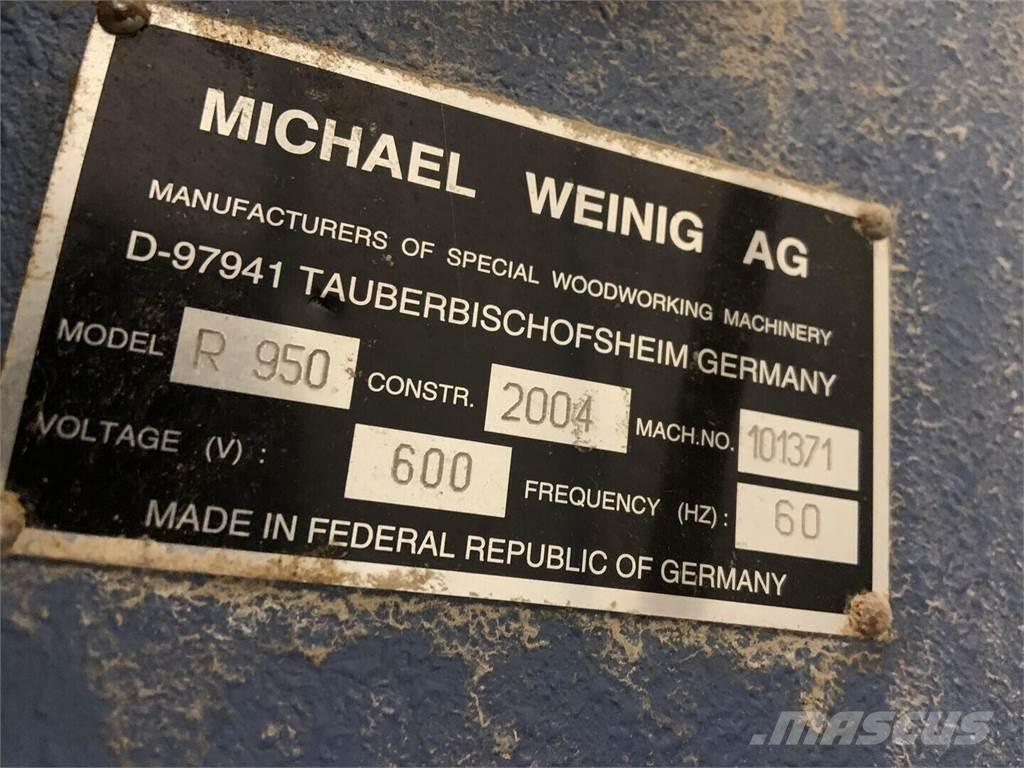 MICHAEL WEINIG AG
MANUFACTURERS OF SPECIAL WOODWORKING MACHINERY
D-97941 TAUBERBISCHOFSHEIM GERMANY
MODEL R 950 CONSTR. 2004 MACH.NO. 101371
VOLTAGE (V) : 600 FREQUENCY (HZ) : 60
MADE IN FEDERAL REPUBLIC OF GERMANY
MASCUS